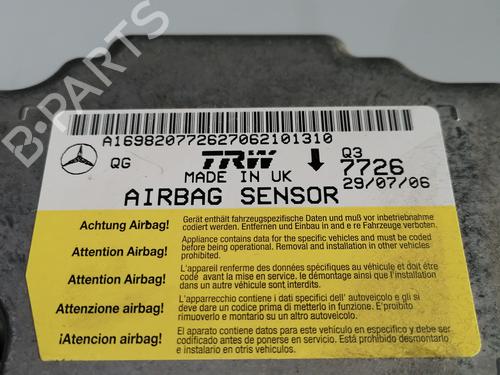 A169820772627062101310
QG
TRW
Q3
MADE IN UK
7726
AIRBAG SENSOR
29/07/06
Achtung Airbag!
Gerät enthält fahrzeugspezifische Daten und muß vor inbetriebnahme
codiert werden. Entfernen und Einbau in and e re Fahrzeuge verboten.
Attention Airbag!
Appliance contains data for the specific vehicles and must be coded
before being operational. Removal and installation in other vehicles
prohibited.
Attention Airbag!
L'appareil renferme des données spécifiques au véhicule et doit être
codé avant la mise en service. le démontage ainsi que l'installation
dans un autre véhicule sont interdits.
Attenzione airbag!
L'apparecchio contiene i dati specifici dell' autoveicolo e gli si
deve dare un codice prima di metterlo in funzione. E'proibito
rimuoverlo e montarlo su altri autoveicoli.
¡Atencion airbag!
El aparato contiene datos para este vehículo en especifico y debe ser
codificado antes de ponerse en servicio. Está prohibido desmontarlo
e instalarlo en otros vehículos.
B-PARTS